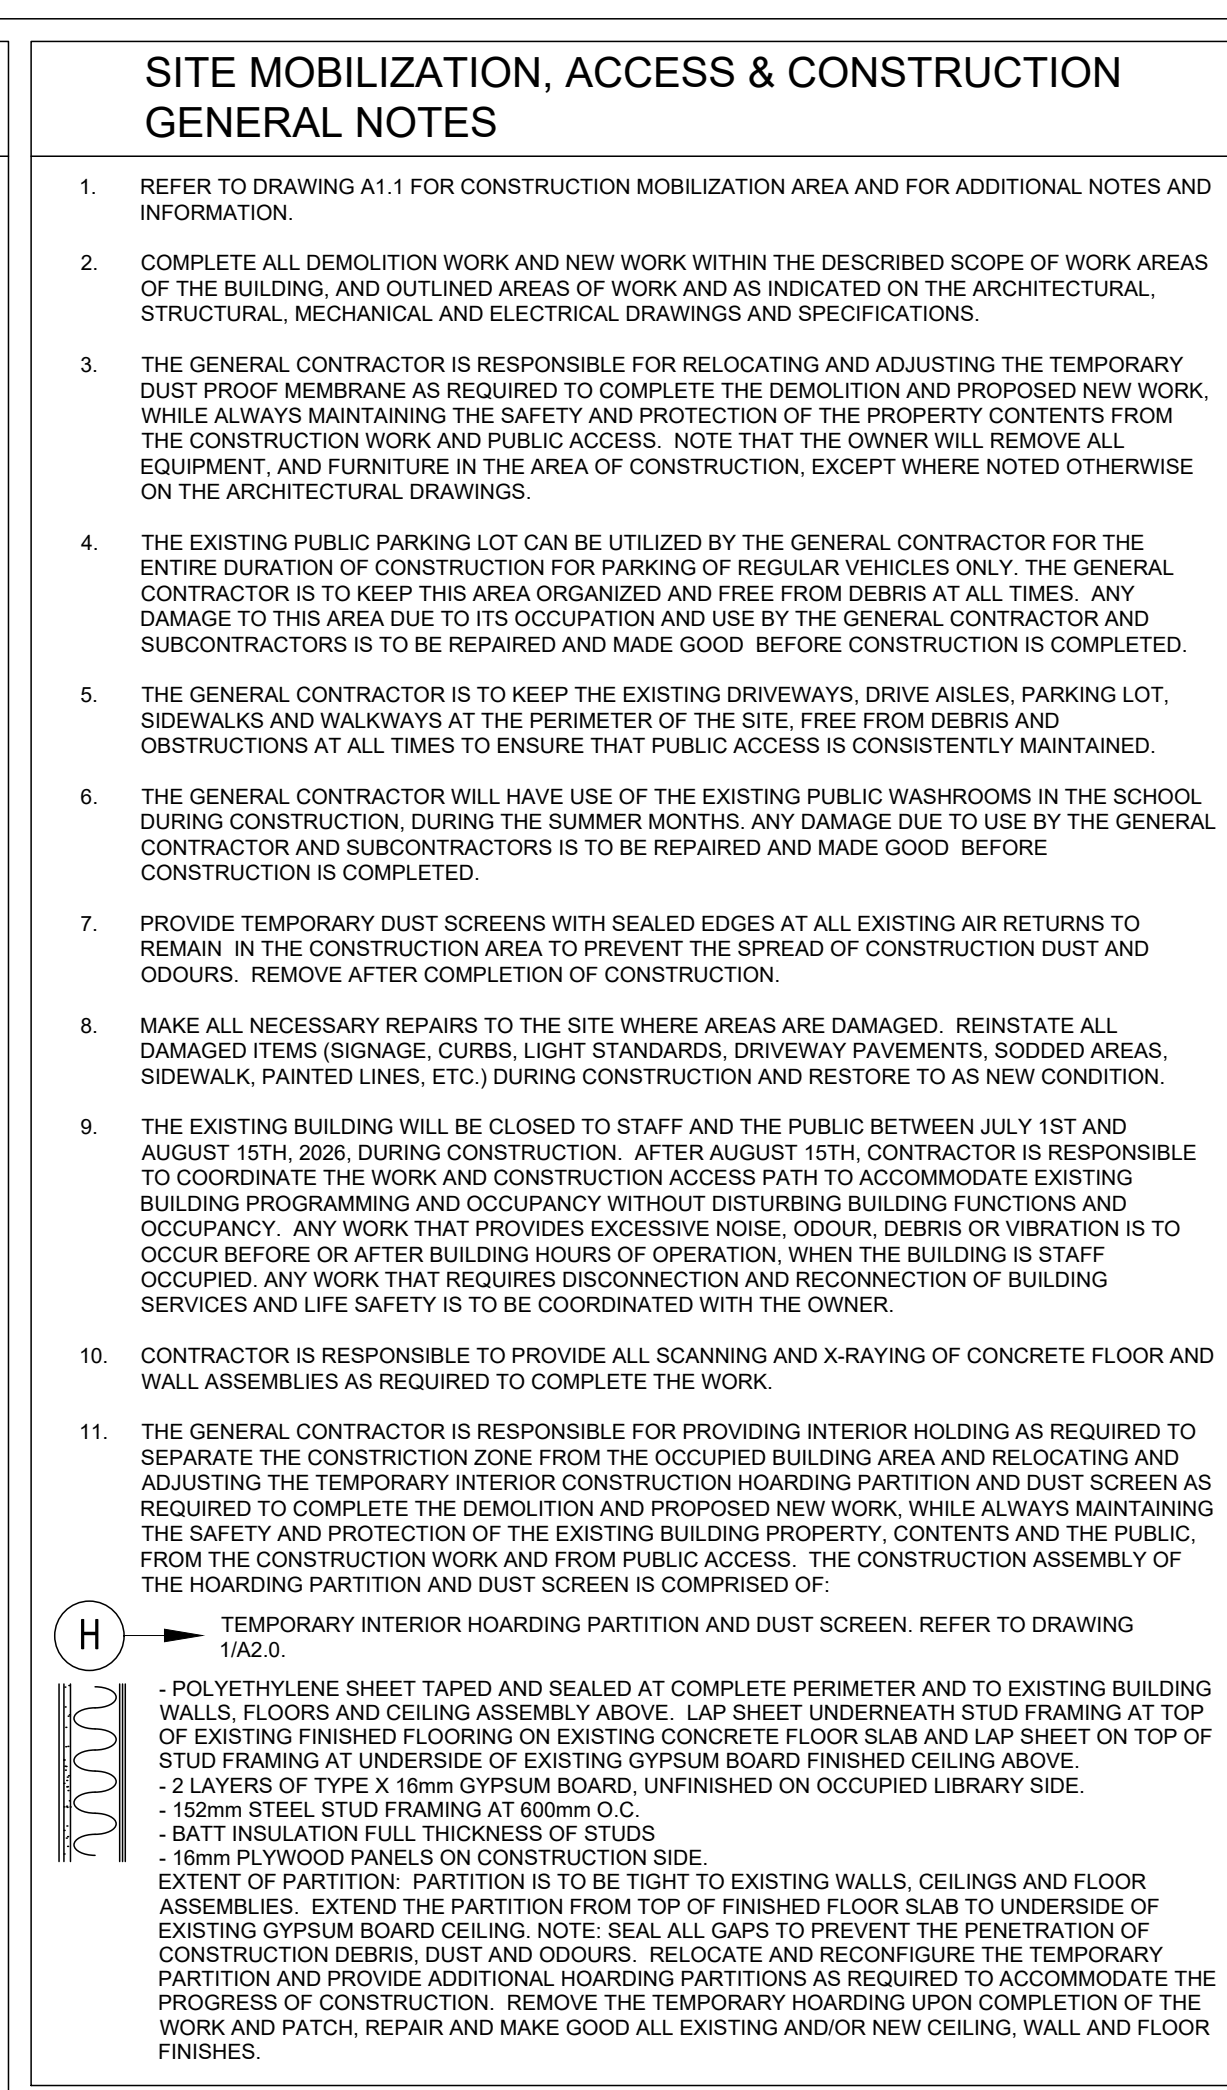 SITE MOBILIZATION, ACCESS & CONSTRUCTION
GENERAL NOTES
1. REFER TO DRAWING A1.1 FOR CONSTRUCTION MOBILIZATION AREA AND FOR ADDITIONAL NOTES AND
INFORMATION.
2. COMPLETE ALL DEMOLITION WORK AND NEW WORK WITHIN THE DESCRIBED SCOPE OF WORK AREAS
OF THE BUILDING, AND OUTLINED AREAS OF WORK AND AS INDICATED ON THE ARCHITECTURAL,
STRUCTURAL, MECHANICAL AND ELECTRICAL DRAWINGS AND SPECIFICATIONS.
3. THE GENERAL CONTRACTOR IS RESPONSIBLE FOR RELOCATING AND ADJUSTING THE TEMPORARY
DUST PROOF MEMBRANE AS REQUIRED TO COMPLETE THE DEMOLITION AND PROPOSED NEW WORK,
WHILE ALWAYS MAINTAINING THE SAFETY AND PROTECTION OF THE PROPERTY CONTENTS FROM
THE CONSTRUCTION WORK AND PUBLIC ACCESS. NOTE THAT THE OWNER WILL REMOVE ALL
EQUIPMENT, AND FURNITURE IN THE AREA OF CONSTRUCTION, EXCEPT WHERE NOTED OTHERWISE
ON THE ARCHITECTURAL DRAWINGS.
4. THE EXISTING PUBLIC PARKING LOT CAN BE UTILIZED BY THE GENERAL CONTRACTOR FOR THE
ENTIRE DURATION OF CONSTRUCTION FOR PARKING OF REGULAR VEHICLES ONLY. THE GENERAL
CONTRACTOR IS TO KEEP THIS AREA ORGANIZED AND FREE FROM DEBRIS AT ALL TIMES. ANY
DAMAGE TO THIS AREA DUE TO ITS OCCUPATION AND USE BY THE GENERAL CONTRACTOR AND
SUBCONTRACTORS IS TO BE REPAIRED AND MADE GOOD BEFORE CONSTRUCTION IS COMPLETED.
5. THE GENERAL CONTRACTOR IS TO KEEP THE EXISTING DRIVEWAYS, DRIVE AISLES, PARKING LOT,
SIDEWALKS AND WALKWAYS AT THE PERIMETER OF THE SITE, FREE FROM DEBRIS AND
OBSTRUCTIONS AT ALL TIMES TO ENSURE THAT PUBLIC ACCESS IS CONSISTENTLY MAINTAINED.
6. THE GENERAL CONTRACTOR WILL HAVE USE OF THE EXISTING PUBLIC WASHROOMS IN THE SCHOOL
DURING CONSTRUCTION, DURING THE SUMMER MONTHS. ANY DAMAGE DUE TO USE BY THE GENERAL
CONTRACTOR AND SUBCONTRACTORS IS TO BE REPAIRED AND MADE GOOD BEFORE
CONSTRUCTION IS COMPLETED.
7. PROVIDE TEMPORARY DUST SCREENS WITH SEALED EDGES AT ALL EXISTING AIR RETURNS TO
REMAIN IN THE CONSTRUCTION AREA TO PREVENT THE SPREAD OF CONSTRUCTION DUST AND
ODOURS. REMOVE AFTER COMPLETION OF CONSTRUCTION.
8. MAKE ALL NECESSARY REPAIRS TO THE SITE WHERE AREAS ARE DAMAGED. REINSTATE ALL
DAMAGED ITEMS (SIGNAGE, CURBS, LIGHT STANDARDS, DRIVEWAY PAVEMENTS, SODDED AREAS,
SIDEWALK, PAINTED LINES, ETC.) DURING CONSTRUCTION AND RESTORE TO AS NEW CONDITION.
9. THE EXISTING BUILDING WILL BE CLOSED TO STAFF AND THE PUBLIC BETWEEN JULY 1ST AND
AUGUST 15TH, 2026, DURING CONSTRUCTION. AFTER AUGUST 15TH, CONTRACTOR IS RESPONSIBLE
TO COORDINATE THE WORK AND CONSTRUCTION ACCESS PATH TO ACCOMMODATE EXISTING
BUILDING PROGRAMMING AND OCCUPANCY WITHOUT DISTURBING BUILDING FUNCTIONS AND
OCCUPANCY. ANY WORK THAT PROVIDES EXCESSIVE NOISE, ODOUR, DEBRIS OR VIBRATION IS TO
OCCUR BEFORE OR AFTER BUILDING HOURS OF OPERATION, WHEN THE BUILDING IS STAFF
OCCUPIED. ANY WORK THAT REQUIRES DISCONNECTION AND RECONNECTION OF BUILDING
SERVICES AND LIFE SAFETY IS TO BE COORDINATED WITH THE OWNER.
10. CONTRACTOR IS RESPONSIBLE TO PROVIDE ALL SCANNING AND X-RAYING OF CONCRETE FLOOR AND
WALL ASSEMBLIES AS REQUIRED TO COMPLETE THE WORK.
11. THE GENERAL CONTRACTOR IS RESPONSIBLE FOR PROVIDING INTERIOR HOLDING AS REQUIRED TO
SEPARATE THE CONSTRICTION ZONE FROM THE OCCUPIED BUILDING AREA AND RELOCATING AND
ADJUSTING THE TEMPORARY INTERIOR CONSTRUCTION HOARDING PARTITION AND DUST SCREEN AS
REQUIRED TO COMPLETE THE DEMOLITION AND PROPOSED NEW WORK, WHILE ALWAYS MAINTAINING
THE SAFETY AND PROTECTION OF THE EXISTING BUILDING PROPERTY, CONTENTS AND THE PUBLIC,
FROM THE CONSTRUCTION WORK AND FROM PUBLIC ACCESS. THE CONSTRUCTION ASSEMBLY OF
THE HOARDING PARTITION AND DUST SCREEN IS COMPRISED OF:
H TEMPORARY INTERIOR HOARDING PARTITION AND DUST SCREEN. REFER TO DRAWING
1/A2.0.
- POLYETHYLENE SHEET TAPED AND SEALED AT COMPLETE PERIMETER AND TO EXISTING BUILDING
WALLS, FLOORS AND CEILING ASSEMBLY ABOVE. LAP SHEET UNDERNEATH STUD FRAMING AT TOP
OF EXISTING FINISHED FLOORING ON EXISTING CONCRETE FLOOR SLAB AND LAP SHEET ON TOP OF
STUD FRAMING AT UNDERSIDE OF EXISTING GYPSUM BOARD FINISHED CEILING ABOVE.
- 2 LAYERS OF TYPE X 16mm GYPSUM BOARD, UNFINISHED ON OCCUPIED LIBRARY SIDE.
- 152mm STEEL STUD FRAMING AT 600mm O.C.
- BATT INSULATION FULL THICKNESS OF STUDS
- 16mm PLYWOOD PANELS ON CONSTRUCTION SIDE.
EXTENT OF PARTITION: PARTITION IS TO BE TIGHT TO EXISTING WALLS, CEILINGS AND FLOOR
ASSEMBLIES. EXTEND THE PARTITION FROM TOP OF FINISHED FLOOR SLAB TO UNDERSIDE OF
EXISTING GYPSUM BOARD CEILING. NOTE: SEAL ALL GAPS TO PREVENT THE PENETRATION OF
CONSTRUCTION DEBRIS, DUST AND ODOURS. RELOCATE AND RECONFIGURE THE TEMPORARY
PARTITION AND PROVIDE ADDITIONAL HOARDING PARTITIONS AS REQUIRED TO ACCOMMODATE THE
PROGRESS OF CONSTRUCTION. REMOVE THE TEMPORARY HOARDING UPON COMPLETION OF THE
WORK AND PATCH, REPAIR AND MAKE GOOD ALL EXISTING AND/OR NEW CEILING, WALL AND FLOOR
FINISHES.